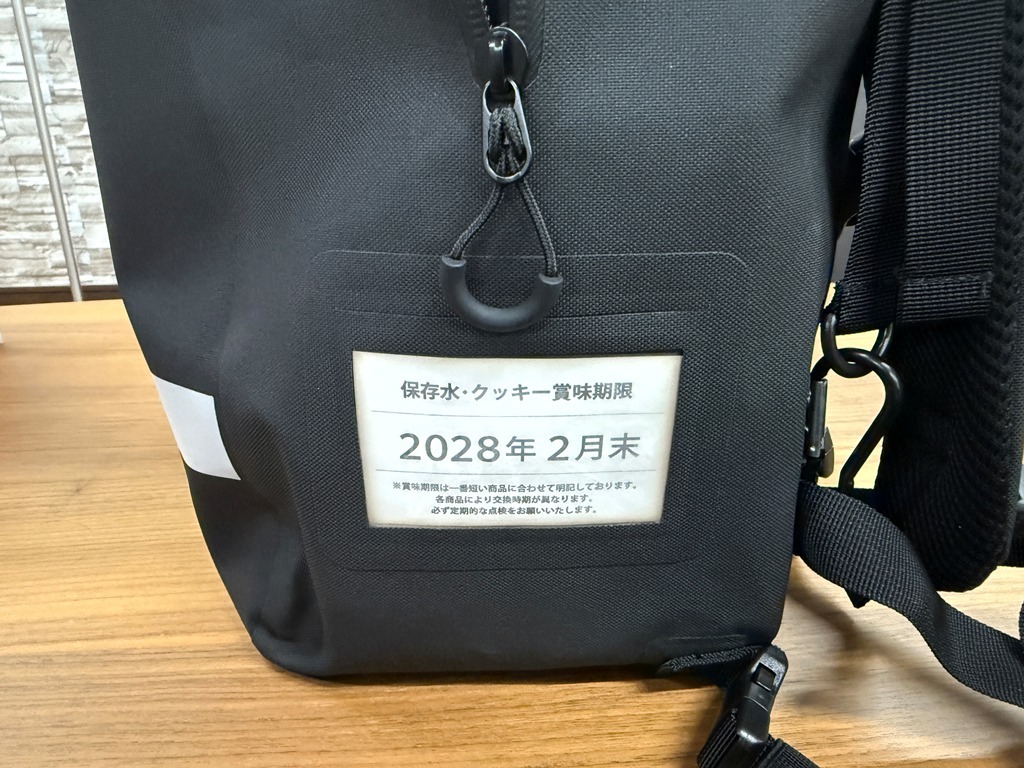 保存水・クッキー賞味期限
2028年2月末
※賞味期限は一番短い商品に合わせて明記しております。
各商品により交換時期が異なります。
必ず定期的な点検をお願いいたします。